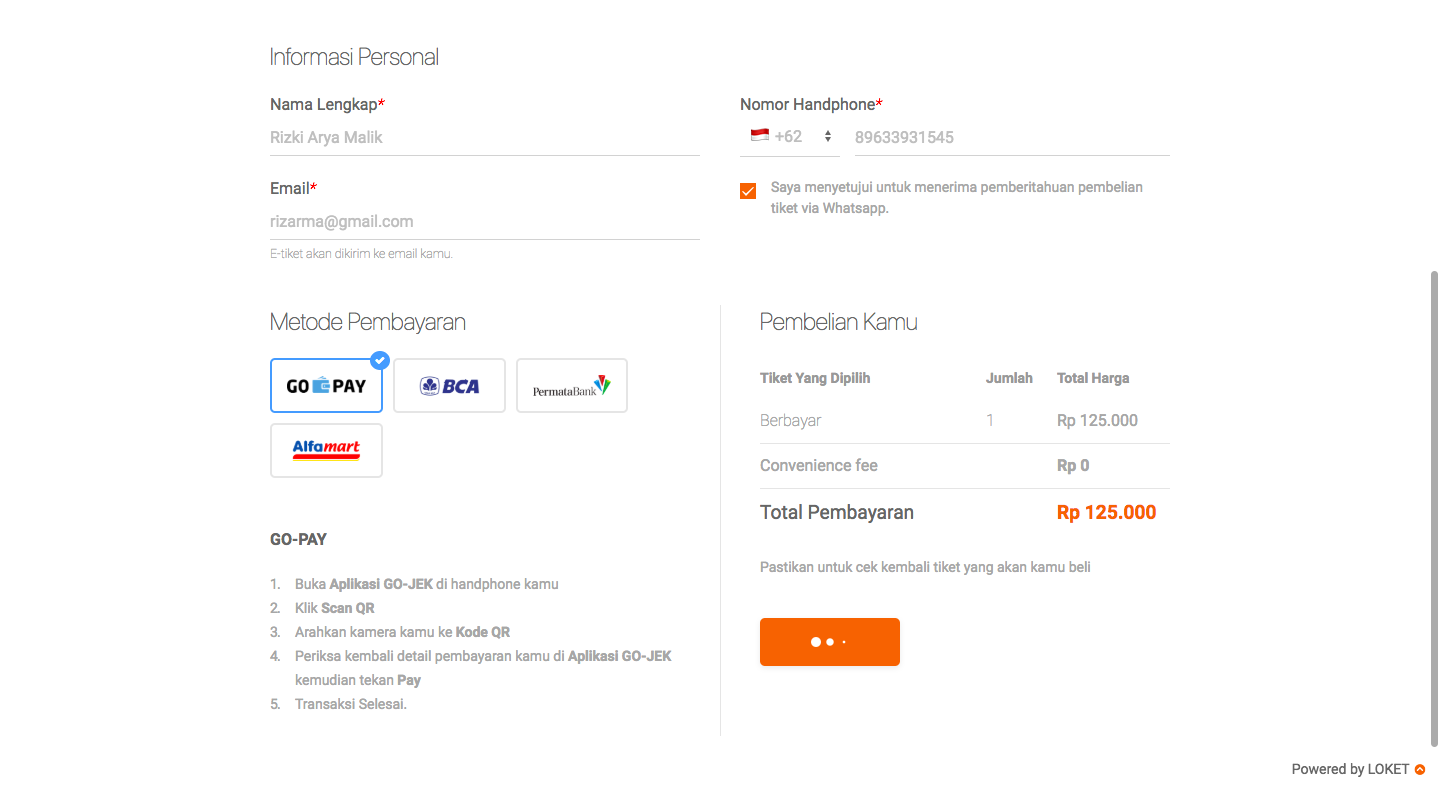 Informasi Personal
Nama Lengkap*
Rizki Arya Malik
Nomor Handphone*
+62
89633931545
Email*
rizarma@gmail.com
E-tiket akan dikirim ke email kamu.
Saya menyetujui untuk menerima pemberitahuan pembelian
tiket via Whatsapp.
Metode Pembayaran
GO PAY
BCA
PermataBank
Alfamart
GO-PAY
1. Buka Aplikasi GO-JEK di handphone kamu
2. Klik Scan QR
3. Arahkan kamera kamu ke Kode QR
4. Periksa kembali detail pembayaran kamu di Aplikasi GO-JEK
kemudian tekan Pay
5. Transaksi Selesai.
Pembelian Kamu
Tiket Yang Dipilih Jumlah Total Harga
Berbayar 1 Rp 125.000
Convenience fee Rp 0
Total Pembayaran Rp 125.000
Pastikan untuk cek kembali tiket yang akan kamu beli
Powered by LOKET